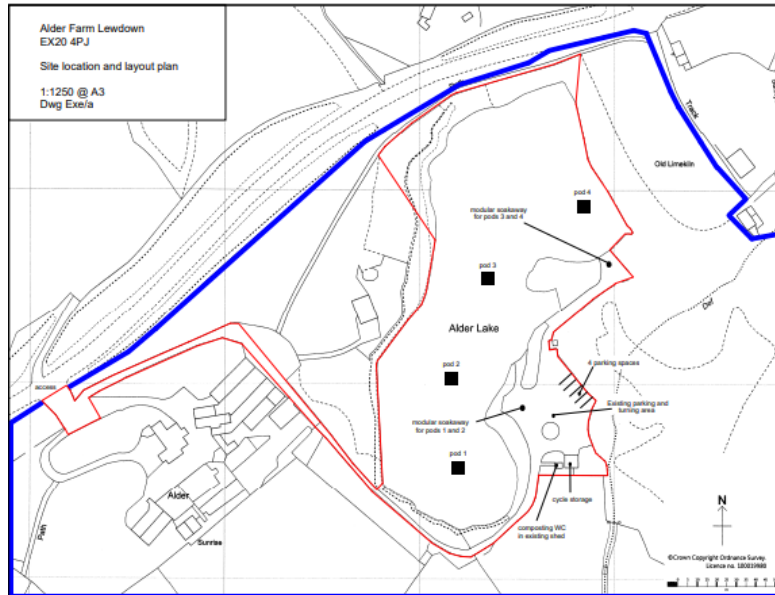 Alder Farm Lewdown
EX20 4PJ
Site location and layout plan
1:1250 @ A3
Dwg Exe/a
Track
Old Limekiln
pod 4
modular soakaway
for pods 3 and 4
pod 3
Def
Alder Lake
access
4 parking spaces
pod 2
Existing parking and
turning area
modular soakaway
for pods 1 and 2
pod 1
Alder
cycle storage
N
composting WC
in existing shed
Path
Sunrise
©Crown Copyright Ordnance Survey.
Licence no. 100019980